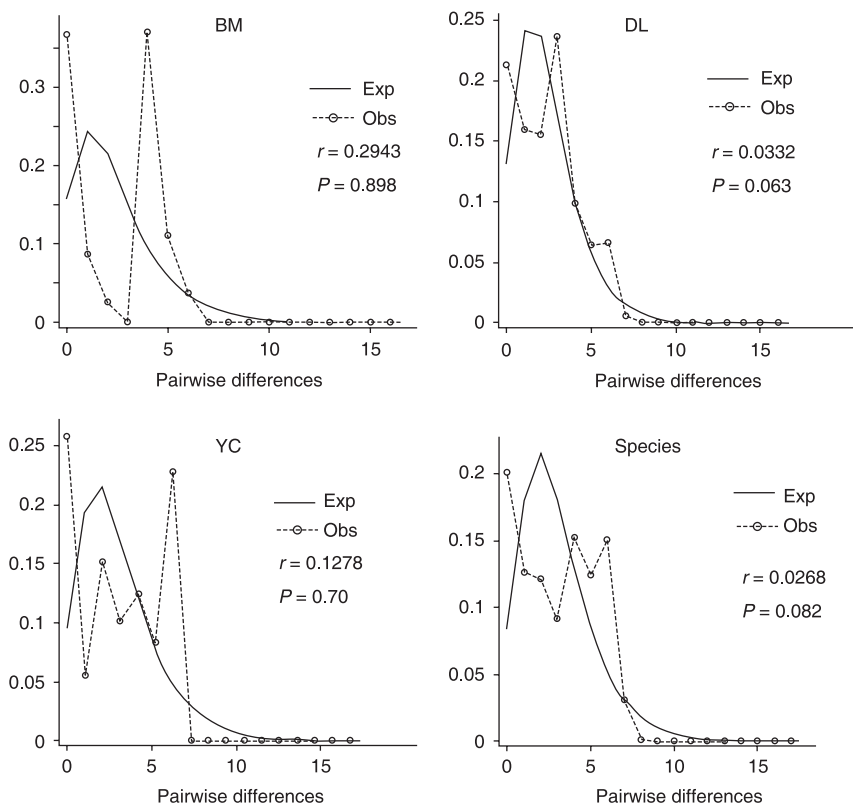 BM
0.3
0.2
0.1
0
Exp
Obs
r = 0.2943
P = 0.898
0 5 10 15
Pairwise differences
DL
0.25
0.20
0.15
0.10
0.05
0
Exp
Obs
r = 0.0332
P = 0.063
0 5 10 15
Pairwise differences
YC
0.25
0.2
0.15
0.1
0.05
0
Exp
Obs
r = 0.1278
P = 0.70
0 5 10 15
Pairwise differences
Species
0.2
0.15
0.1
0.05
0
Exp
Obs
r = 0.0268
P = 0.082
0 5 10 15
Pairwise differences